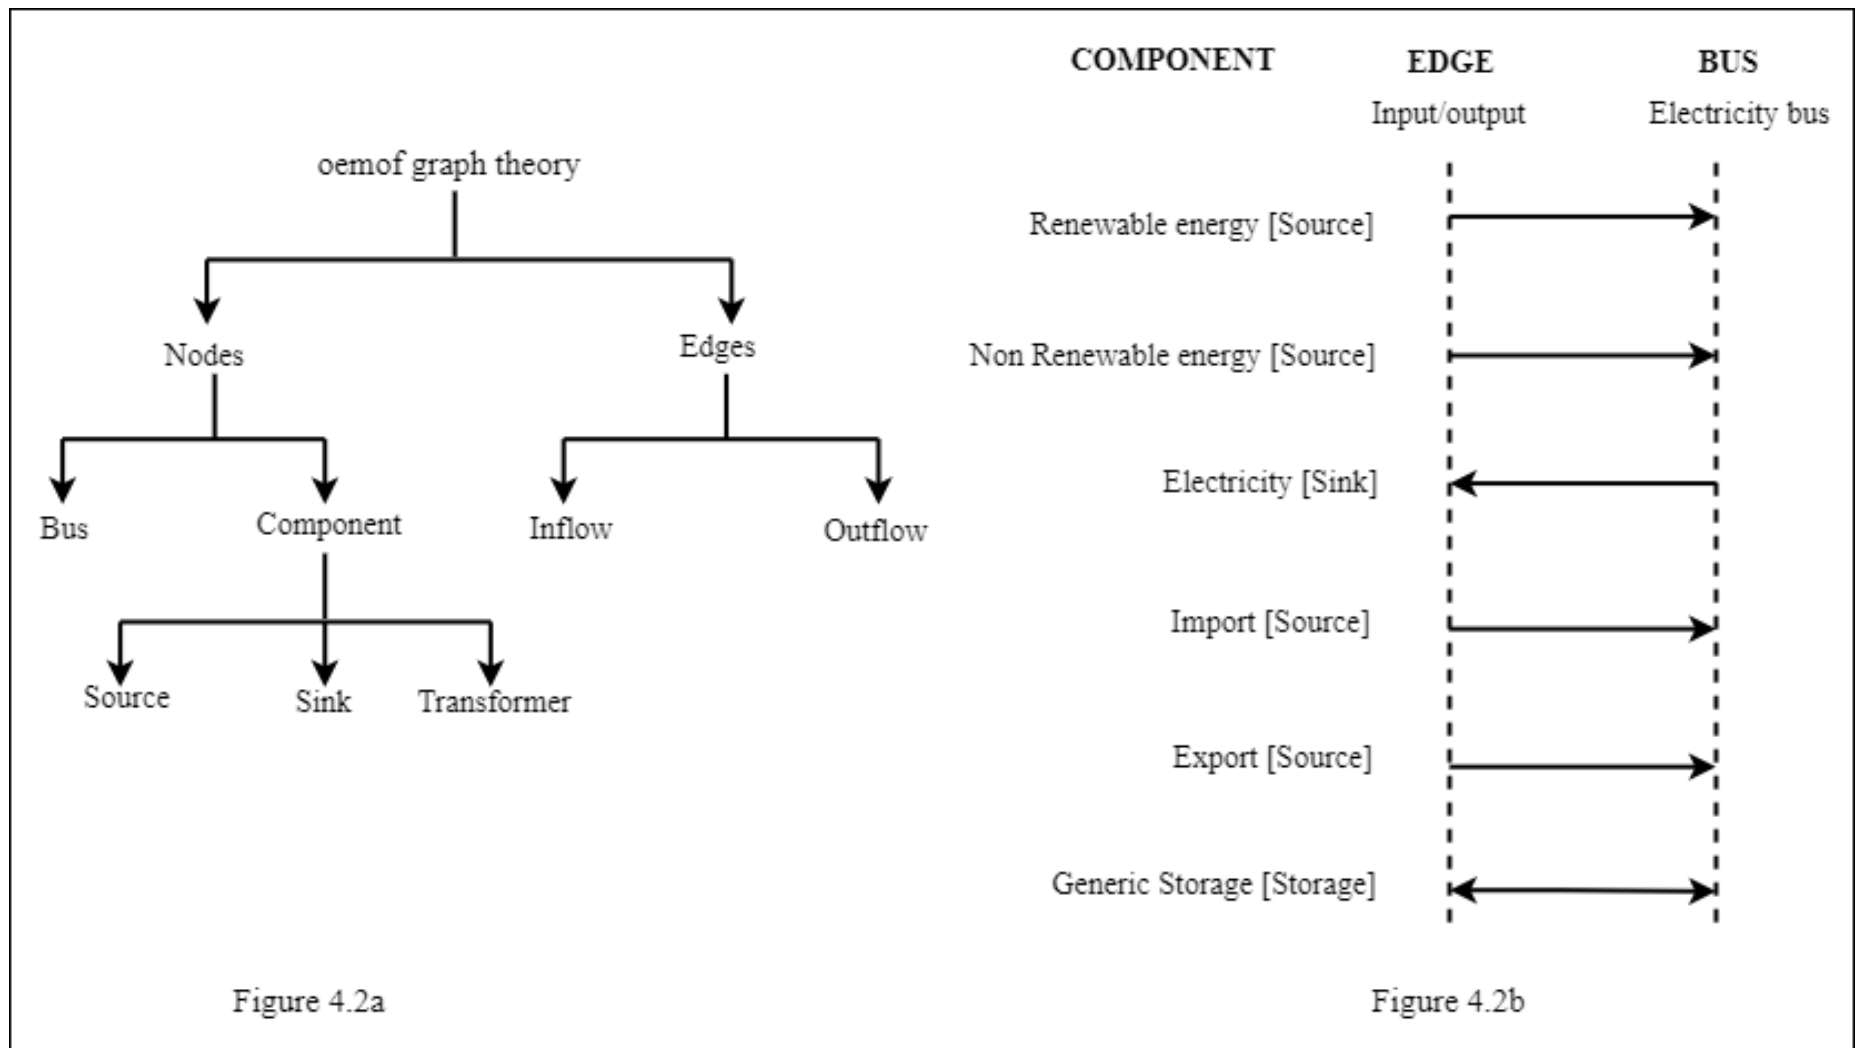 oemof graph theory
Nodes
Edges
Bus
Component
Inflow
Outflow
Source
Sink
Transformer
Figure 4.2a
COMPONENT
EDGE
BUS
Input/output
Electricity bus
Renewable energy [Source]
Non Renewable energy [Source]
Electricity [Sink]
Import [Source]
Export [Source]
Generic Storage [Storage]
Figure 4.2b